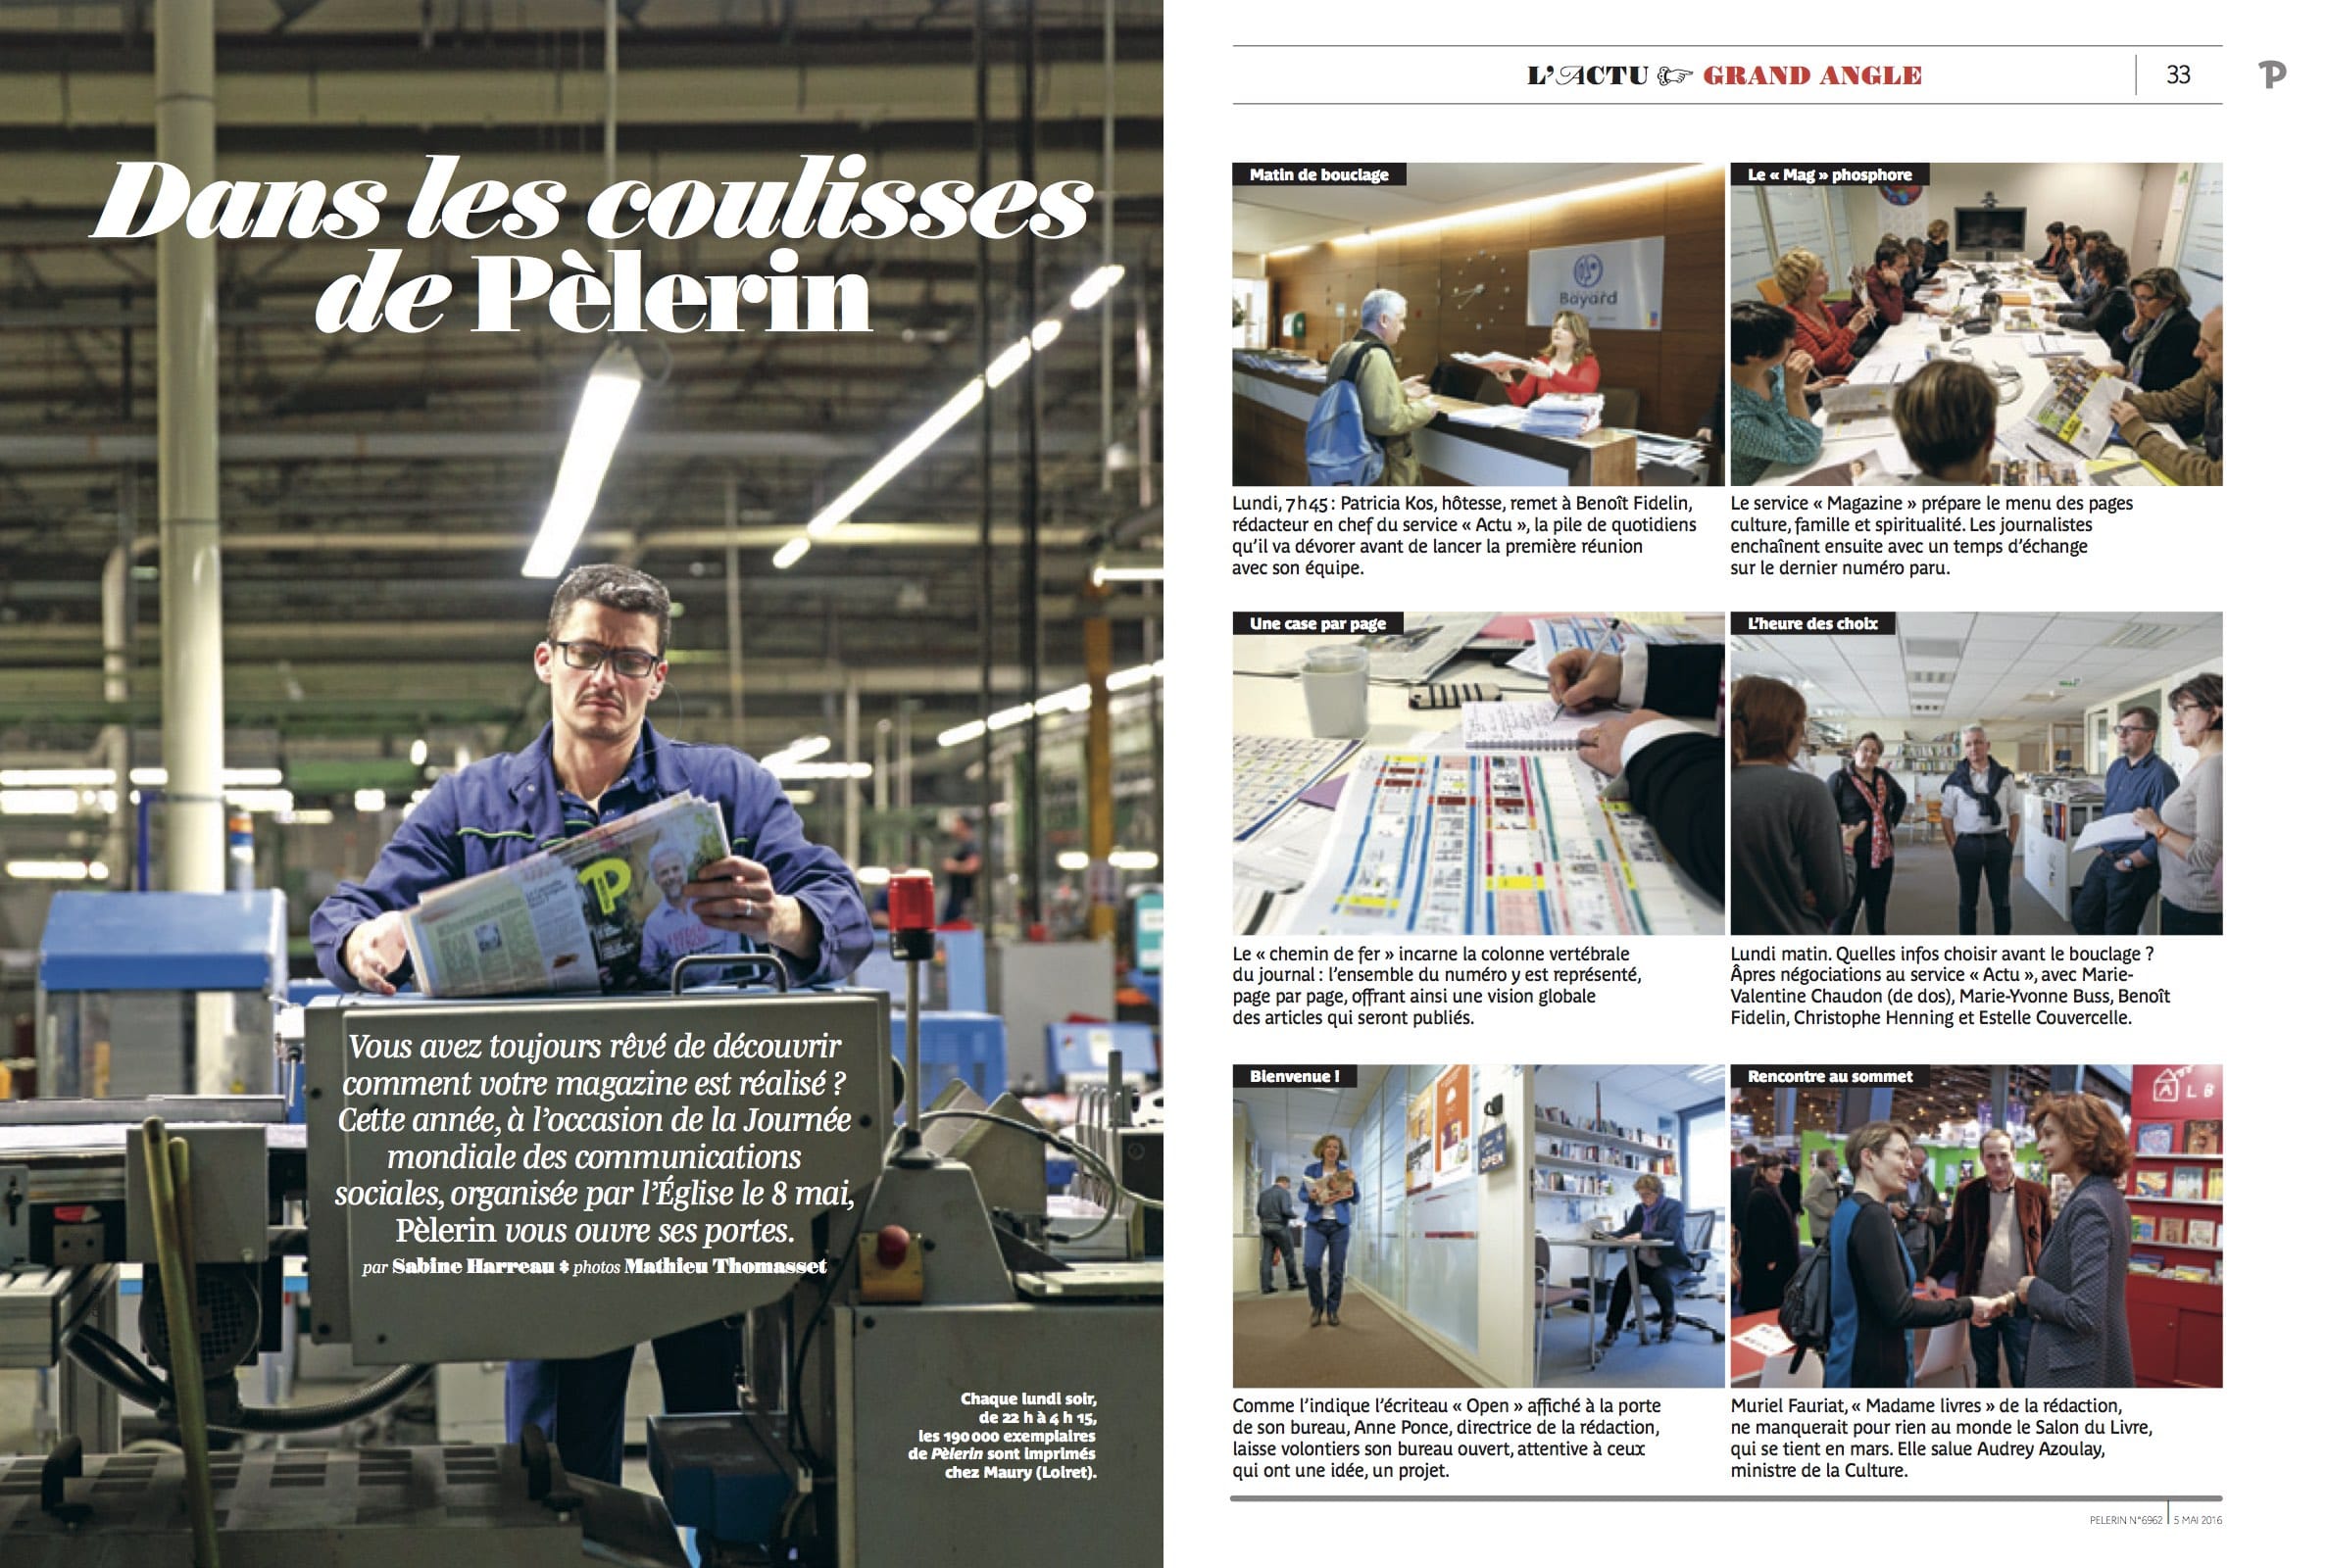 Dans les coulisses
de Pèlerin
Vous avez toujours rêvé de découvrir
comment votre magazine est réalisé ?
Cette année, à l’occasion de la Journée
mondiale des communications
sociales, organisée par l’Église le 8 mai,
Pèlerin vous ouvre ses portes.
par Sabine Harreau photos Mathieu Thomasset
Chaque lundi soir,
de 22 h à 4 h 15,
les 190 000 exemplaires
de Pèlerin sont imprimés
chez Maury (Loiret).
L’ACTU GRAND ANGLE
33
P
Matin de bouclage
Bayard
Lundi, 7 h 45 : Patricia Kos, hôtesse, remet à Benoît Fidelin,
rédacteur en chef du service « Actu », la pile de quotidiens
qu’il va dévorer avant de lancer la première réunion
avec son équipe.
Le « Mag » phosphore
Le service « Magazine » prépare le menu des pages
culture, famille et spiritualité. Les journalistes
enchaînent ensuite avec un temps d’échange
sur le dernier numéro paru.
Une case par page
Le « chemin de fer » incarne la colonne vertébrale
du journal : l’ensemble du numéro y est représenté,
page par page, offrant ainsi une vision globale
des articles qui seront publiés.
L’heure des choix
Lundi matin. Quelles infos choisir avant le bouclage ?
Âpres négociations au service « Actu », avec Marie-
Valentine Chaudon (de dos), Marie-Yvonne Buss, Benoît
Fidelin, Christophe Henning et Estelle Couvercelle.
Bienvenue !
OPEN
Comme l’indique l’écriteau « Open » affiché à la porte
de son bureau, Anne Ponce, directrice de la rédaction,
laisse volontiers son bureau ouvert, attentive à ceux
qui ont une idée, un projet.
Rencontre au sommet
A L B
Muriel Fauriat, « Madame livres » de la rédaction,
ne manquerait pour rien au monde le Salon du Livre,
qui se tient en mars. Elle salue Audrey Azoulay,
ministre de la Culture.
PELERIN N°6962 5 MAI 2016